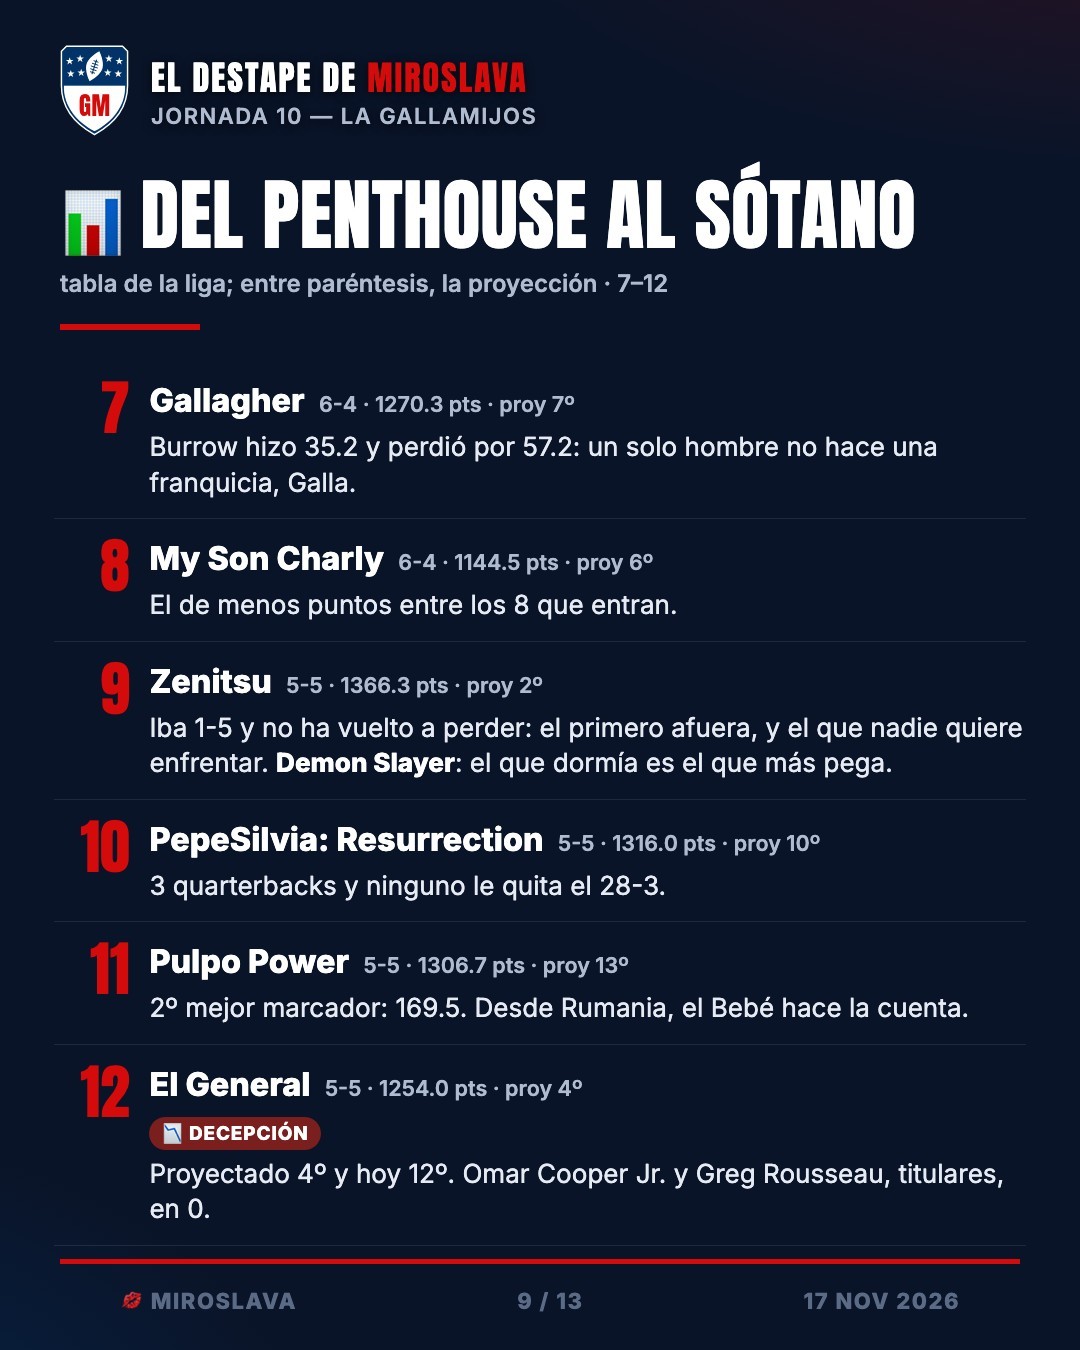 GM
EL DESTAPE DE MIROSLAVA
JORNADA 10 — LA GALLAMIJOS
📊 DEL PENTHOUSE AL SÓTANO
tabla de la liga; entre paréntesis, la proyección · 7–12
7 Gallagher 6-4 · 1270.3 pts · proy 7º
Burrow hizo 35.2 y perdió por 57.2: un solo hombre no hace una
franquicia, Galla.
8 My Son Charly 6-4 · 1144.5 pts · proy 6º
El de menos puntos entre los 8 que entran.
9 Zenitsu 5-5 · 1366.3 pts · proy 2º
Iba 1-5 y no ha vuelto a perder: el primero afuera, y el que nadie quiere
enfrentar. Demon Slayer: el que dormía es el que más pega.
10 PepeSilvia: Resurrection 5-5 · 1316.0 pts · proy 10º
3 quarterbacks y ninguno le quita el 28-3.
11 Pulpo Power 5-5 · 1306.7 pts · proy 13º
2º mejor marcador: 169.5. Desde Rumania, el Bebé hace la cuenta.
12 El General 5-5 · 1254.0 pts · proy 4º
📉 DECEPCIÓN
Proyectado 4º y hoy 12º. Omar Cooper Jr. y Greg Rousseau, titulares,
en 0.
💋 MIROSLAVA 9 / 13 17 NOV 2026